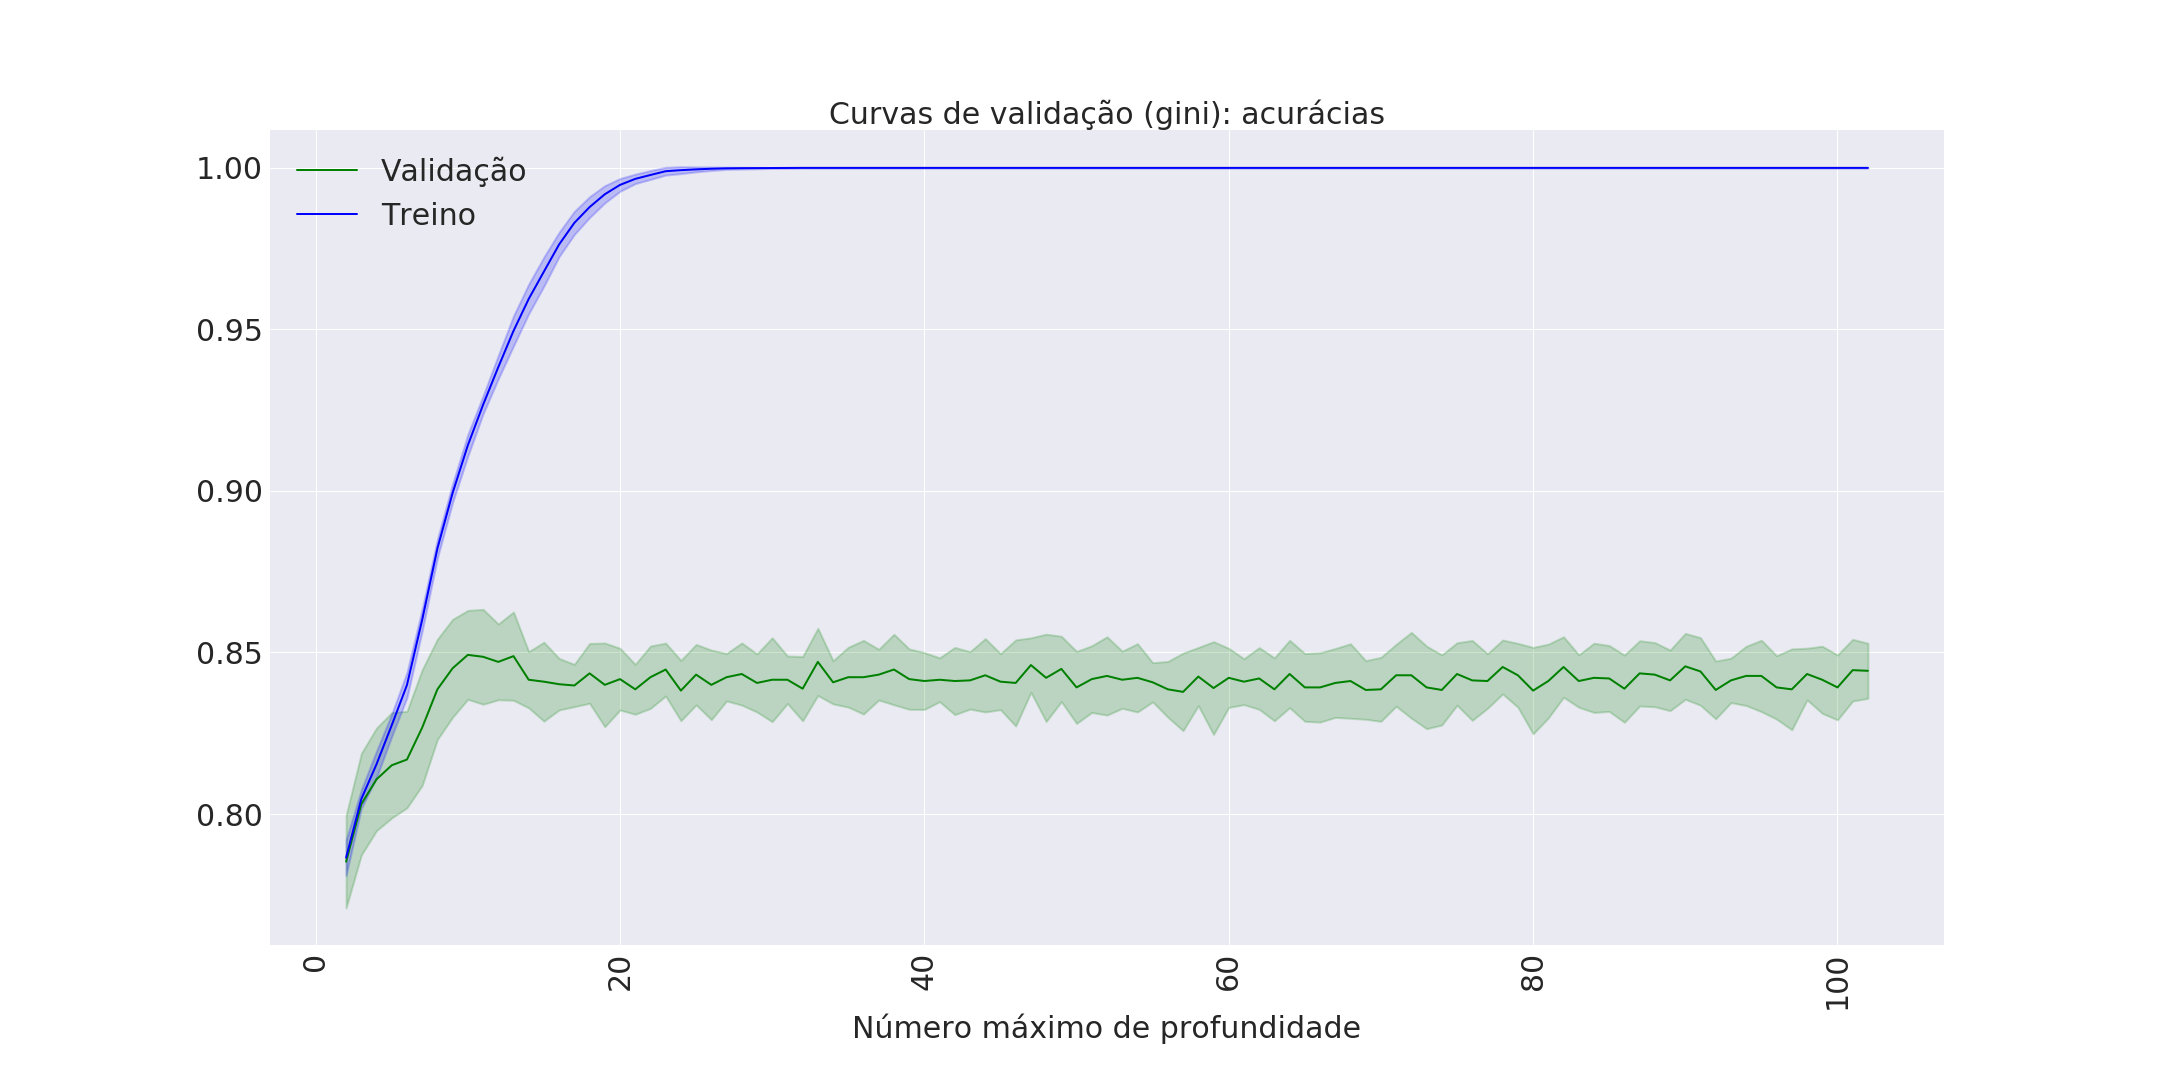 Curvas de validação (gini): acurácias
Validação
Treino
1.00
0.95
0.90
0.85
0.80
0
20
40
60
80
100
Número máximo de profundidade